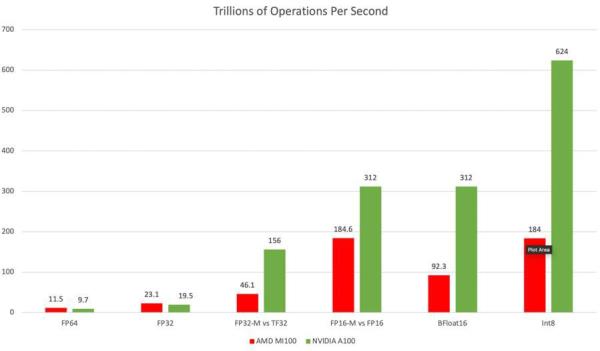 Trillions of Operations Per Second
700
600
500
400
300
200
100
0
11.5
9.7
23.1
19.5
46.1
156
184.6
312
92.3
312
184
624
Plot Area
FP64
FP32
FP32-M vs TF32
FP16-M vs FP16
BFloat16
Int8
AMD MI100
NVIDIA A100